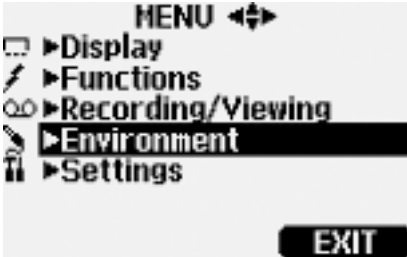 MENU
Display
Functions
Recording/Viewing
Environment
Settings
EXIT